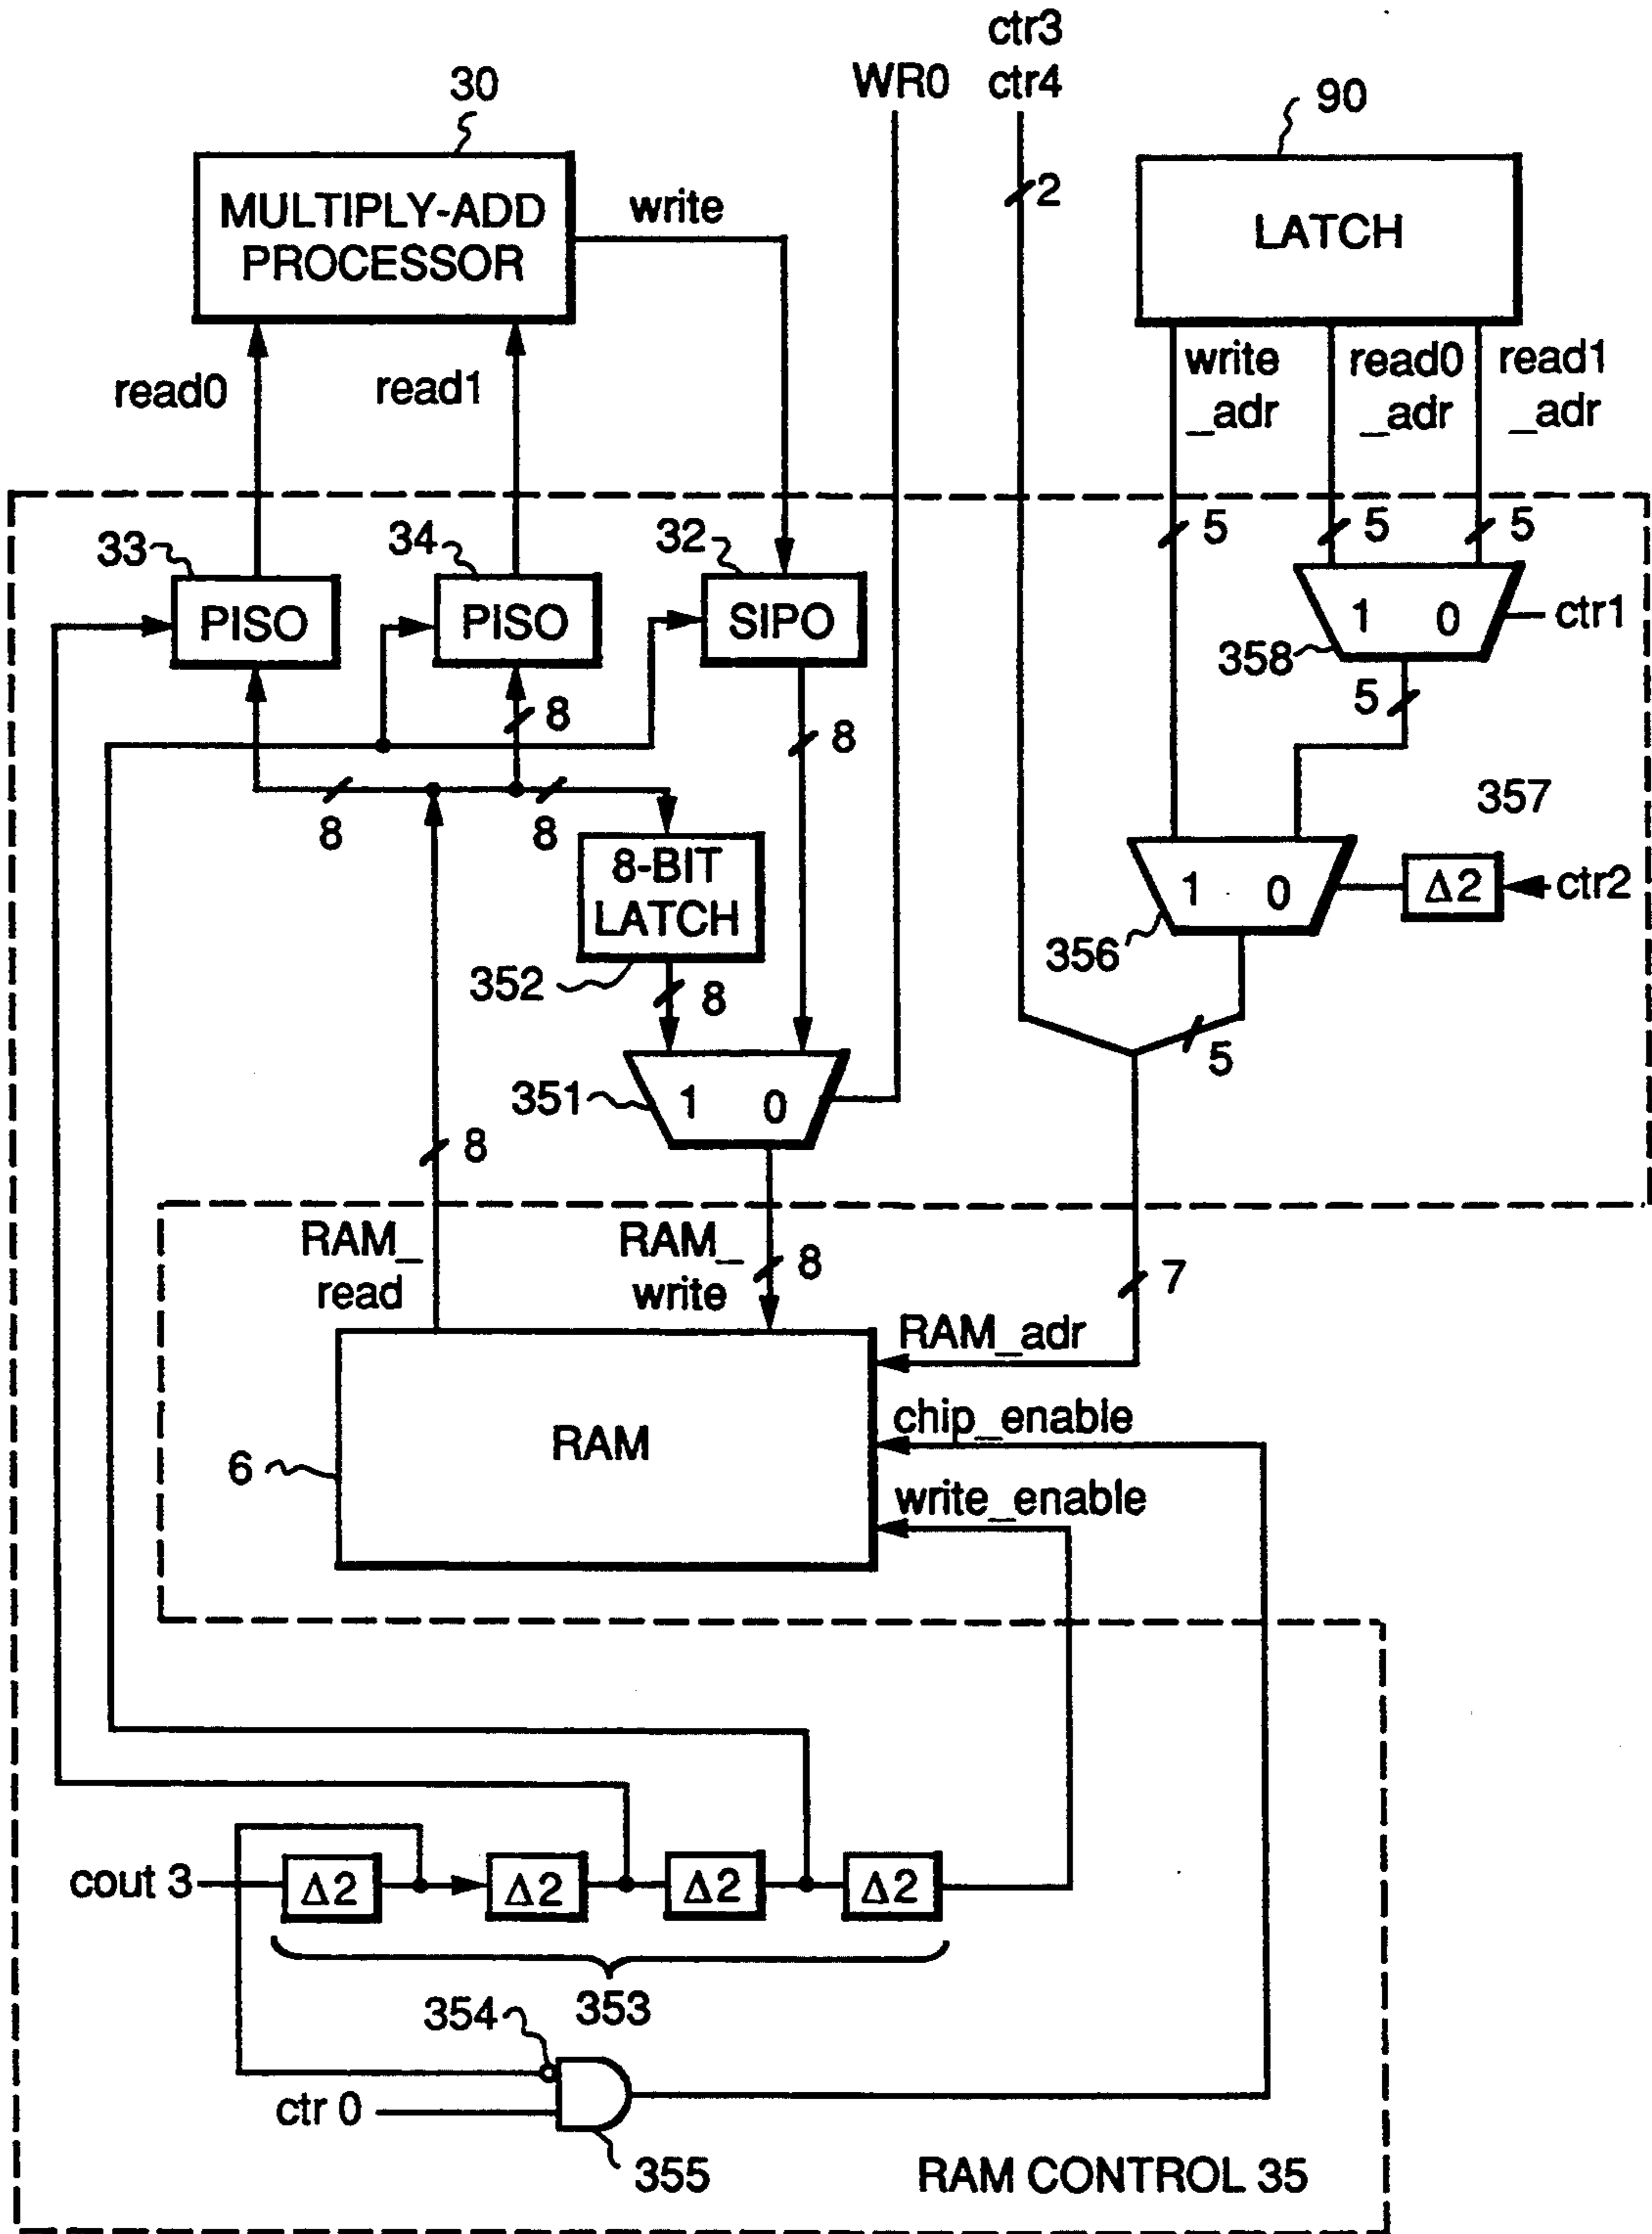 ctr3
ctr4
WR0
30
90
MULTIPLY-ADD
PROCESSOR
write
2
LATCH
read0
read1
write
_adr
read0
_adr
read1
_adr
33
34
32
5
5
5
PISO
PISO
SIPO
1 0
ctr1
358
8
8
5
8
8
357
8-BIT
LATCH
1 0
Δ2
ctr2
352
8
356
5
351
1 0
8
RAM_
read
RAM_
write
8
7
RAM_adr
chip_enable
RAM
6
write_enable
cout 3
Δ2
Δ2
Δ2
Δ2
353
354
ctr 0
355
RAM CONTROL 35